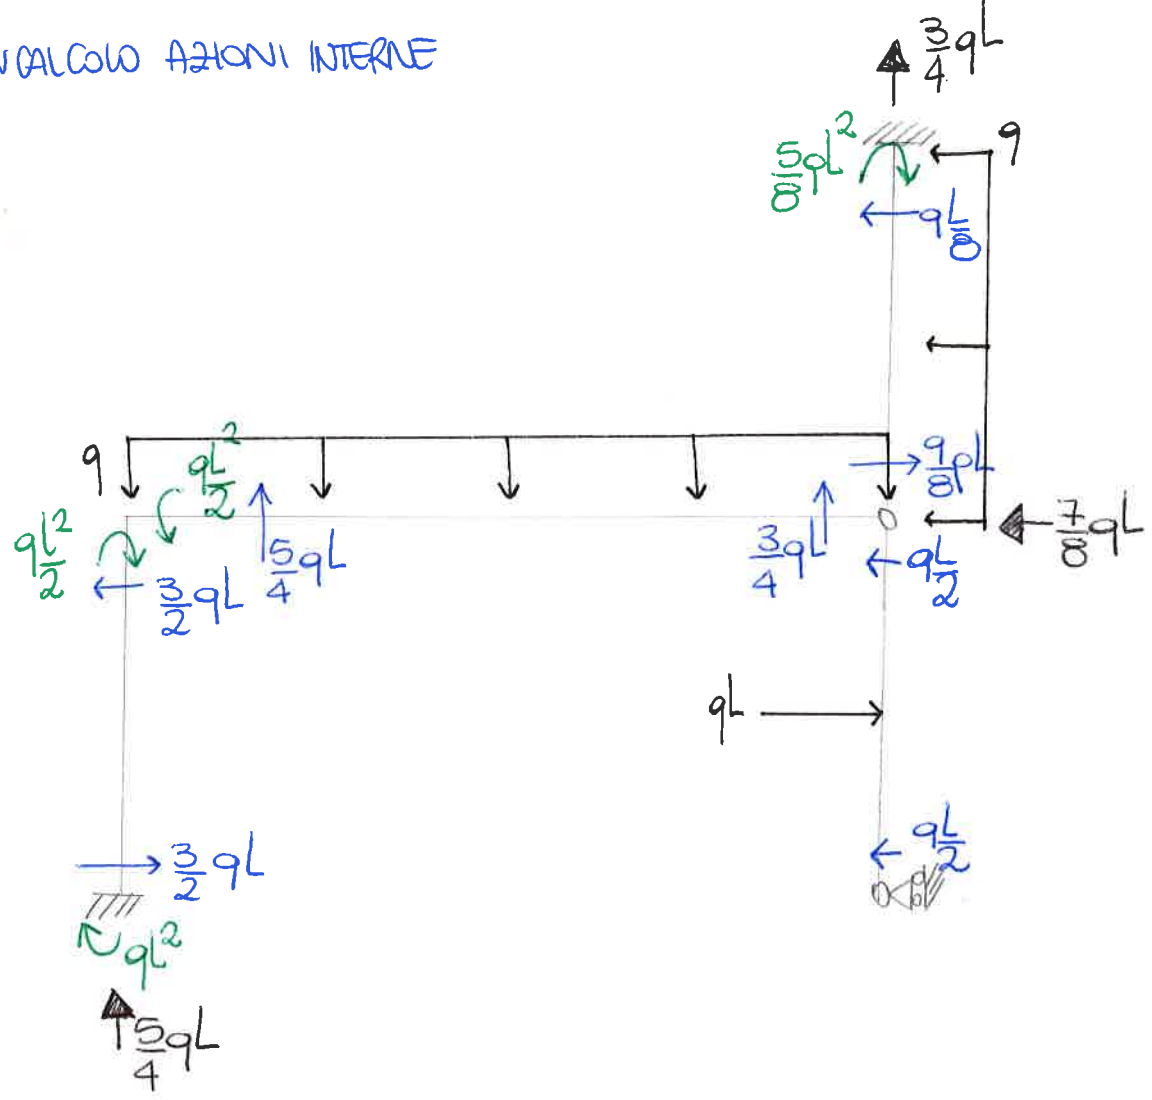 CALCOLO AZIONI INTERNE
3/4 qL
5/8 qL²
q
qL/8
q
qL²/2
9/8 pL
qL²/2
3/2 qL
5/4 qL
3/4 qL
qL/2
7/8 qL
qL
qL/2
3/2 qL
qL²
5/4 qL